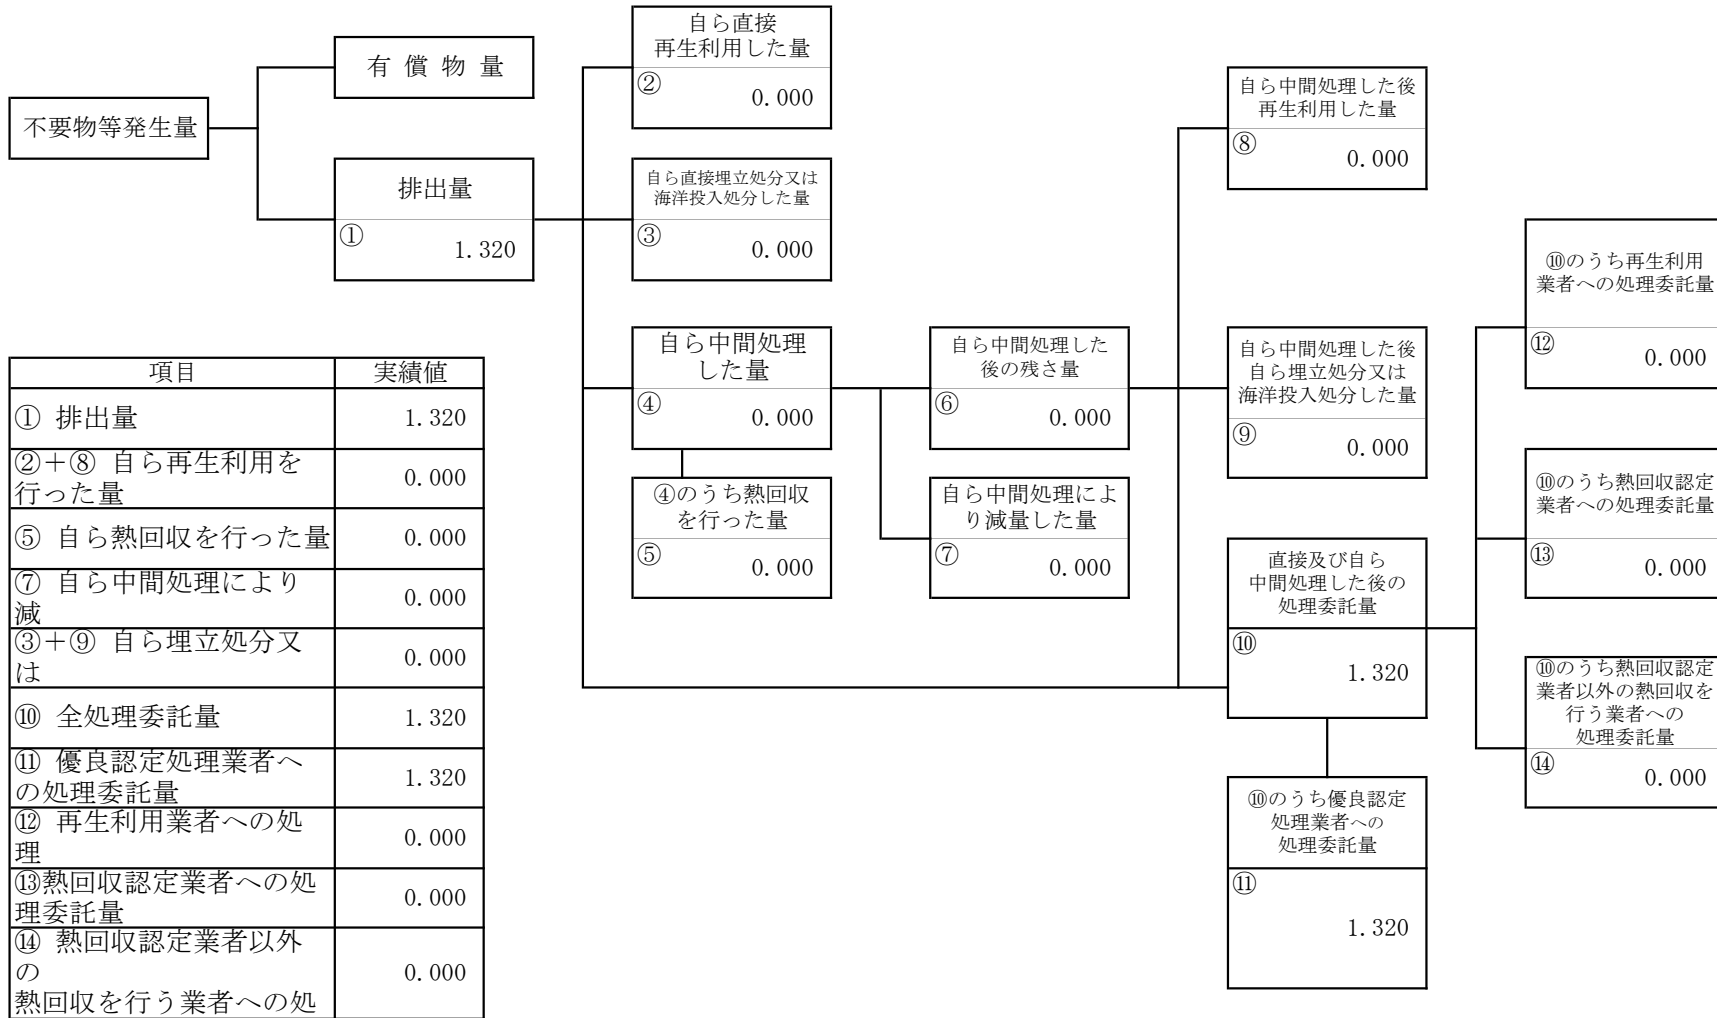 不要物等発生量
有 償 物 量
排出量
①
1.320
自ら直接
再生利用した量
②
0.000
自ら直接埋立処分又は
海洋投入処分した量
③
0.000
自ら中間処理
した量
④
0.000
④のうち熱回収
を行った量
⑤
0.000
自ら中間処理した
後の残さ量
⑥
0.000
自ら中間処理によ
り減量した量
⑦
0.000
自ら中間処理した後
再生利用した量
⑧
0.000
自ら中間処理した後
自ら埋立処分又は
海洋投入処分した量
⑨
0.000
直接及び自ら
中間処理した後の
処理委託量
⑩
1.320
⑩のうち優良認定
処理業者への
処理委託量
⑪
1.320
⑩のうち再生利用
業者への処理委託量
⑫
0.000
⑩のうち熱回収認定
業者への処理委託量
⑬
0.000
⑩のうち熱回収認定
業者以外の熱回収を
行う業者への
処理委託量
⑭
0.000
項目 実績値
① 排出量 1.320
②＋⑧ 自ら再生利用を
行った量 0.000
⑤ 自ら熱回収を行った量 0.000
⑦ 自ら中間処理により
減 0.000
③＋⑨ 自ら埋立処分又
は 0.000
⑩ 全処理委託量 1.320
⑪ 優良認定処理業者へ
の処理委託量 1.320
⑫ 再生利用業者への処
理 0.000
⑬熱回収認定業者への処
理委託量 0.000
⑭ 熱回収認定業者以外
の 0.000
熱回収を行う業者への処